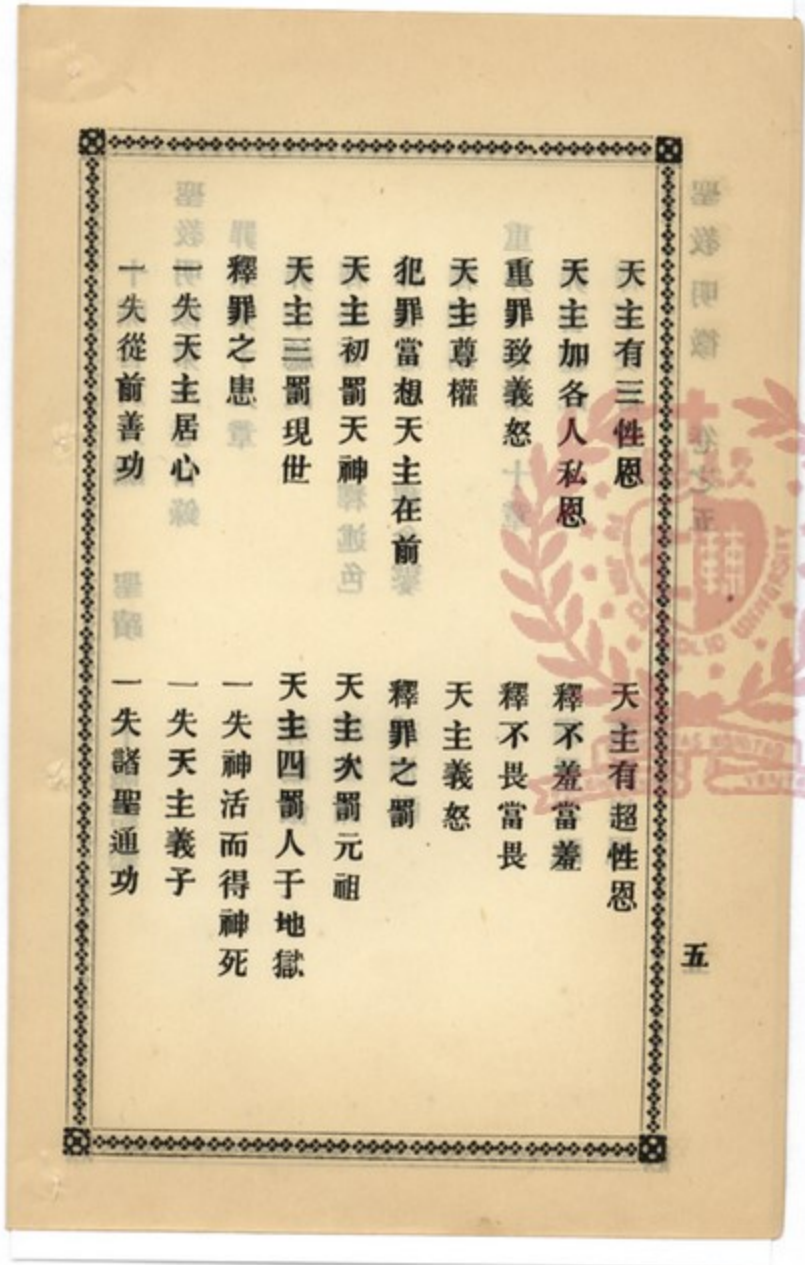 天主有三性恩
天主有超性恩
天主加各人私恩
釋不羞當羞
重罪致義怒
釋不畏當畏
天主尊權
天主義怒
犯罪當想天主在前
釋罪之罰
天主初罰天神
天主次罰元祖
天主三罰現世
天主四罰人于地獄
釋罪之患
一失神活而得神死
一失天主居心
一失天主義子
一失從前善功
一失諸聖通功
五